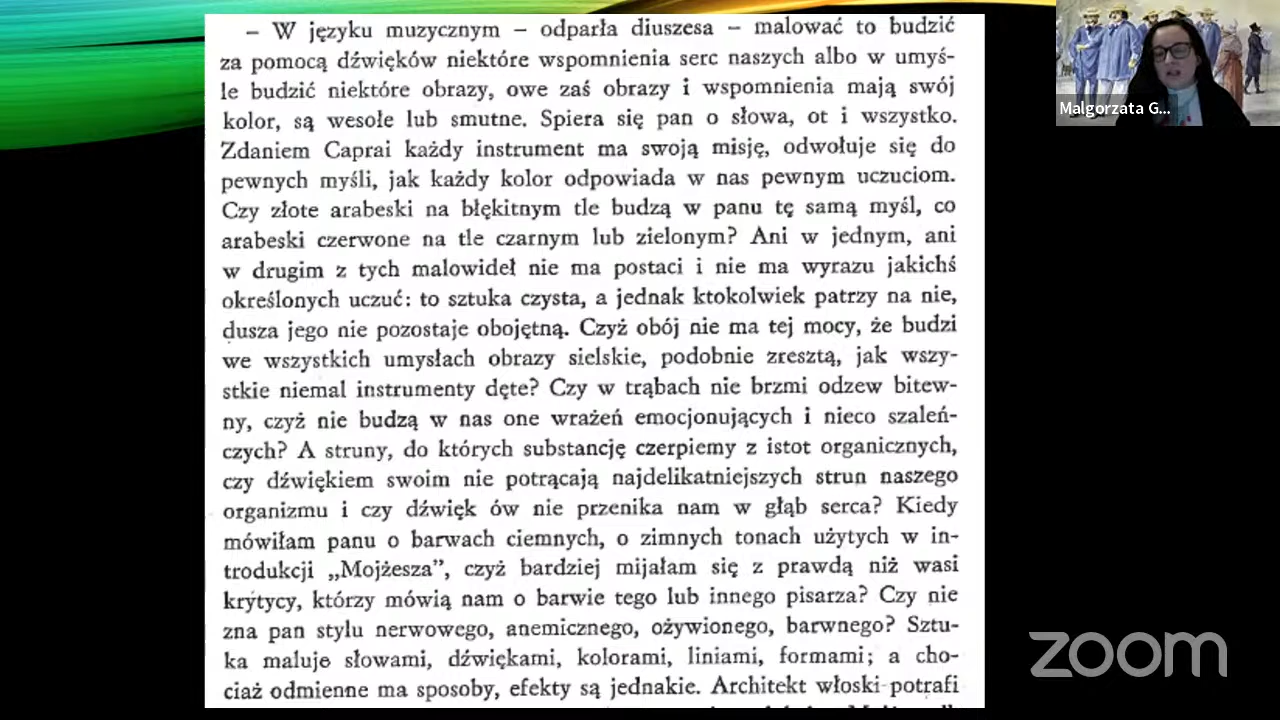 – W języku muzycznym – odparła diuszesa – malować to budzić
za pomocą dźwięków niektóre wspomnienia serc naszych albo w umyś-
le budzić niektóre obrazy, owe zaś obrazy i wspomnienia mają swój
kolor, są wesołe lub smutne. Spiera się pan o słowa, ot i wszystko.
Zdaniem Caprai każdy instrument ma swoją misję, odwołuje się do
pewnych myśli, jak każdy kolor odpowiada w nas pewnym uczuciom.
Czy złote arabeski na błękitnym tle budzą w panu tę samą myśl, co
arabeski czerwone na tle czarnym lub zielonym? Ani w jednym, ani
w drugim z tych malowideł nie ma postaci i nie ma wyrazu jakichś
określonych uczuć: to sztuka czysta, a jednak ktokolwiek patrzy na nie,
dusza jego nie pozostaje obojętną. Czyż obój nie ma tej mocy, że budzi
we wszystkich umysłach obrazy sielskie, podobnie zresztą, jak wszy-
stkie niemal instrumenty dęte? Czy w trąbach nie brzmi odzew bitew-
ny, czyż nie budzą w nas one wrażeń emocjonujących i nieco szaleń-
czych? A struny, do których substancję czerpiemy z istot organicznych,
czy dźwiękiem swoim nie potrącają najdelikatniejszych strun naszego
organizmu i czy dźwięk ów nie przenika nam w głąb serca? Kiedy
mówiłam panu o barwach ciemnych, o zimnych tonach użytych w in-
trodukcji „Mojżesza”, czyż bardziej mijałam się z prawdą niż wasi
krytycy, którzy mówią nam o barwie tego lub innego pisarza? Czy nie
zna pan stylu nerwowego, anemicznego, ożywionego, barwnego? Sztu-
ka maluje słowami, dźwiękami, kolorami, liniami, formami; a cho-
ciaż odmienne ma sposoby, efekty są jednakie. Architekt włoski potrafi
Malgorzata G...
zoom